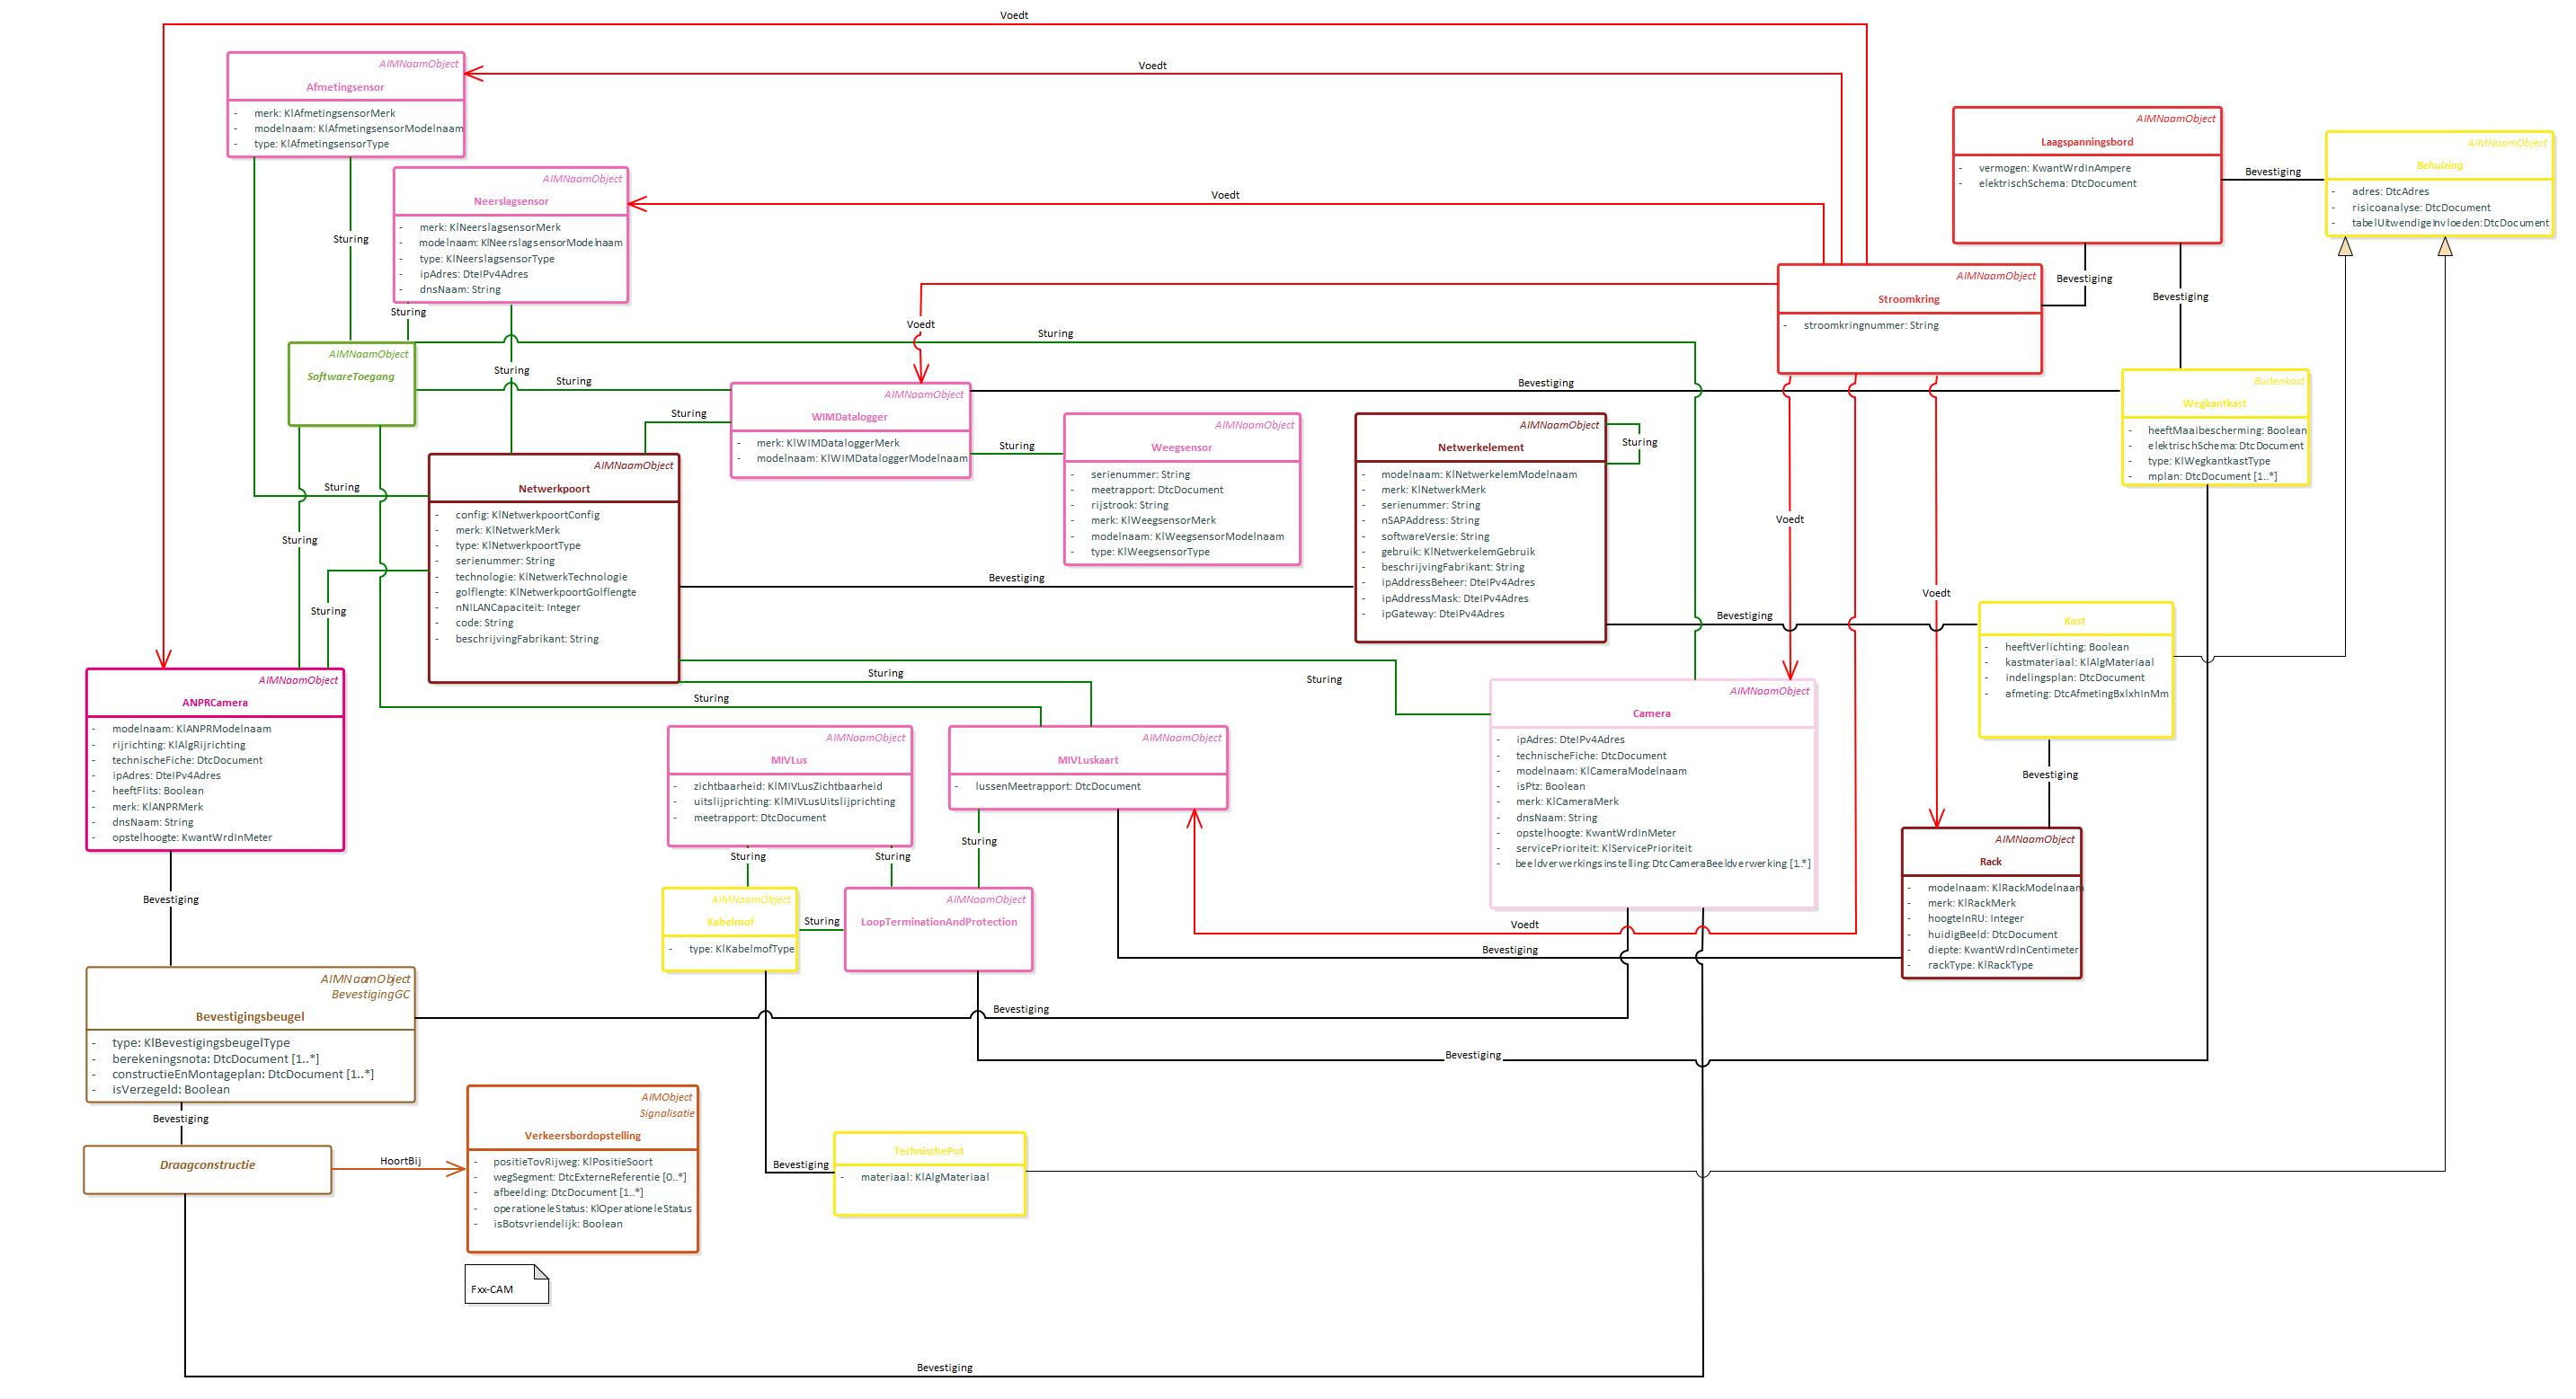 Voedt
AIMNaamObject
Afmetingsensor
- merk: KlAfmetingsensorMerk
- modelnaam: KlAfmetingsensorModelnaam
- type: KlAfmetingsensorType
Voedt
AIMNaamObject
Neerslagsensor
- merk: KlNeerslagsensorMerk
- modelnaam: KlNeerslagsensorModelnaam
- type: KlNeerslagsensorType
- ipAdres: DteIPv4Adres
- dnsNaam: String
Voedt
AIMNaamObject
Laagspanningsbord
- vermogen: KwantWrdInAmpere
- elektrischSchema: DtcDocument
Bevestiging
AIMNaamObject
Behuizing
- adres: DtcAdres
- risicoanalyse: DtcDocument
- tabelUitwendigeInvloeden:DtcDocument
AIMNaamObject
Stroomkring
- stroomkringnummer: String
Bevestiging
Bevestiging
Sturing
Sturing
Voedt
Sturing
AIMNaamObject
SoftwareToegang
Sturing
Sturing
AIMNaamObject
WIMDatalogger
- merk: KlWIMDataloggerMerk
- modelnaam: KlWIMDataloggerModelnaam
Bevestiging
Buitenkast
Wegkantkast
- heeftMaaibescherming: Boolean
- elektrischSchema: DtcDocument
- type: KlWegkantkastType
- mplan: DtcDocument [1..*]
Sturing
Sturing
AIMNaamObject
Weegsensor
- serienummer: String
- meetrapport: DtcDocument
- rijstrook: String
- merk: KlWeegsensorMerk
- modelnaam: KlWeegsensorModelnaam
- type: KlWeegsensorType
AIMNaamObject
Netwerkelement
- modelnaam: KlNetwerkelemModelnaam
- merk: KlNetwerkMerk
- serienummer: String
- nSAPAddress: String
- softwareVersie: String
- gebruik: KlNetwerkelemGebruik
- beschrijvingFabrikant: String
- ipAddressBeheer: DteIPv4Adres
- ipAddressMask: DteIPv4Adres
- ipGateway: DteIPv4Adres
Sturing
Sturing
AIMNaamObject
Netwerkpoort
- config: KlNetwerkpoortConfig
- merk: KlNetwerkMerk
- type: KlNetwerkpoortType
- serienummer: String
- technologie: KlNetwerkTechnologie
- golflengte: KlNetwerkpoortGolflengte
- nNILANCapaciteit: Integer
- code: String
- beschrijvingFabrikant: String
Sturing
Sturing
Bevestiging
Voedt
Voedt
Bevestiging
Kast
- heeftVerlichting: Boolean
- kastmateriaal: KlAlgMateriaal
- indelingsplan: DtcDocument
- afmeting: DtcAfmetingBxlxhInMm
Sturing
Sturing
Sturing
AIMNaamObject
ANPRCamera
- modelnaam: KlANPRModelnaam
- rijrichting: KlAlgRijrichting
- technischeFiche: DtcDocument
- ipAdres: DteIPv4Adres
- heeftFlits: Boolean
- merk: KlANPRMerk
- dnsNaam: String
- opstelhoogte: KwantWrdInMeter
AIMNaamObject
MIVLus
- zichtbaarheid: KlMIVLusZichtbaarheid
- uitslijprichting: KlMIVLusUitslijprichting
- meetrapport: DtcDocument
AIMNaamObject
MIVLuskaart
- lussenMeetrapport: DtcDocument
AIMNaamObject
Camera
- ipAdres: DteIPv4Adres
- technischeFiche: DtcDocument
- modelnaam: KlCameraModelnaam
- isPtz: Boolean
- merk: KlCameraMerk
- dnsNaam: String
- opstelhoogte: KwantWrdInMeter
- servicePrioriteit: KlServicePrioriteit
- beeldverwerkingsinstelling: DtcCameraBeeldverwerking [1..*]
Bevestiging
AIMNaamObject
Rack
- modelnaam: KlRackModelnaam
- merk: KlRackMerk
- hoogteInRU: Integer
- huidigBeeld: DtcDocument
- diepte: KwantWrdInCentimeter
- rackType: KlRackType
Sturing
Sturing
Sturing
AIMNaamObject
Kabelmof
- type: KlKabelmofType
Sturing
AIMNaamObject
LoopTerminationAndProtection
Voedt
Bevestiging
Bevestiging
AIMNaamObject
BevestigingGC
Bevestigingsbeugel
- type: KlBevestigingsbeugelType
- berekeningsnota: DtcDocument [1..*]
- constructieEnMontageplan: DtcDocument [1..*]
- isVerzegeld: Boolean
Bevestiging
Bevestiging
Bevestiging
Draagconstructie
HoortBij
AIMObject
Signalisatie
Verkeersbordopstelling
- positieTovRijweg: KlPositieSoort
- wegSegment: DtcExterneReferentie [0..*]
- afbeelding: DtcDocument [1..*]
- operationeleStatus: KlOperationeleStatus
- isBotsvriendelijk: Boolean
Bevestiging
TechnischePut
- materiaal: KlAlgMateriaal
Fxx-CAM
Bevestiging